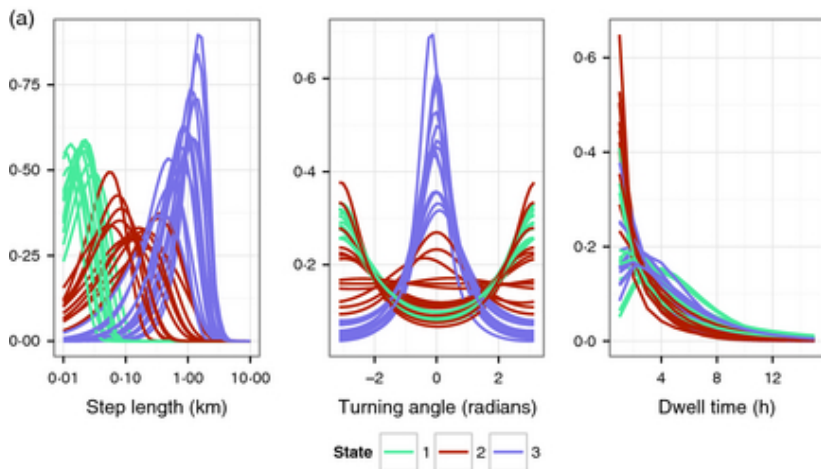 (a)
0·75
0·50
0·25
0·00
0·01 0·10 1·00 10·00
Step length (km)
0·6
0·4
0·2
−2 0 2
Turning angle (radians)
0·6
0·4
0·2
0·0
4 8 12
Dwell time (h)
State 1 2 3